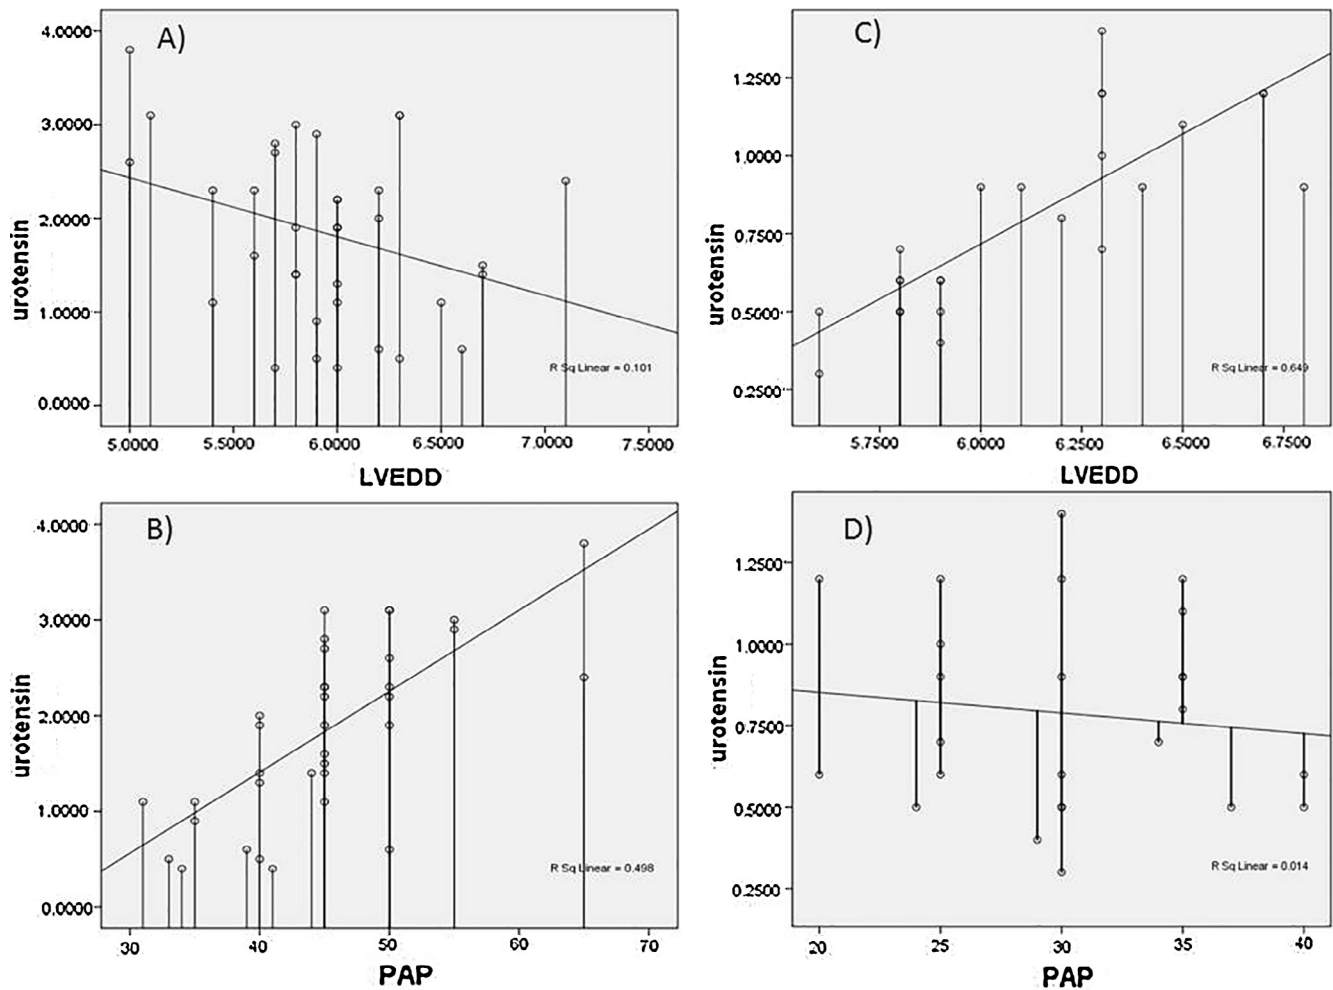 A)
4.0000
3.0000
2.0000
1.0000
0.0000
urotensin
R Sq Linear = 0.101
5.0000 5.5000 6.0000 6.5000 7.0000 7.5000
LVEDD
C)
1.2500
1.0000
0.7500
0.5000
0.2500
urotensin
R Sq Linear = 0.649
5.7500 6.0000 6.2500 6.5000 6.7500
LVEDD
B)
4.0000
3.0000
2.0000
1.0000
0.0000
urotensin
R Sq Linear = 0.498
30 40 50 60 70
PAP
D)
1.2500
1.0000
0.7500
0.5000
0.2500
urotensin
R Sq Linear = 0.014
20 25 30 35 40
PAP